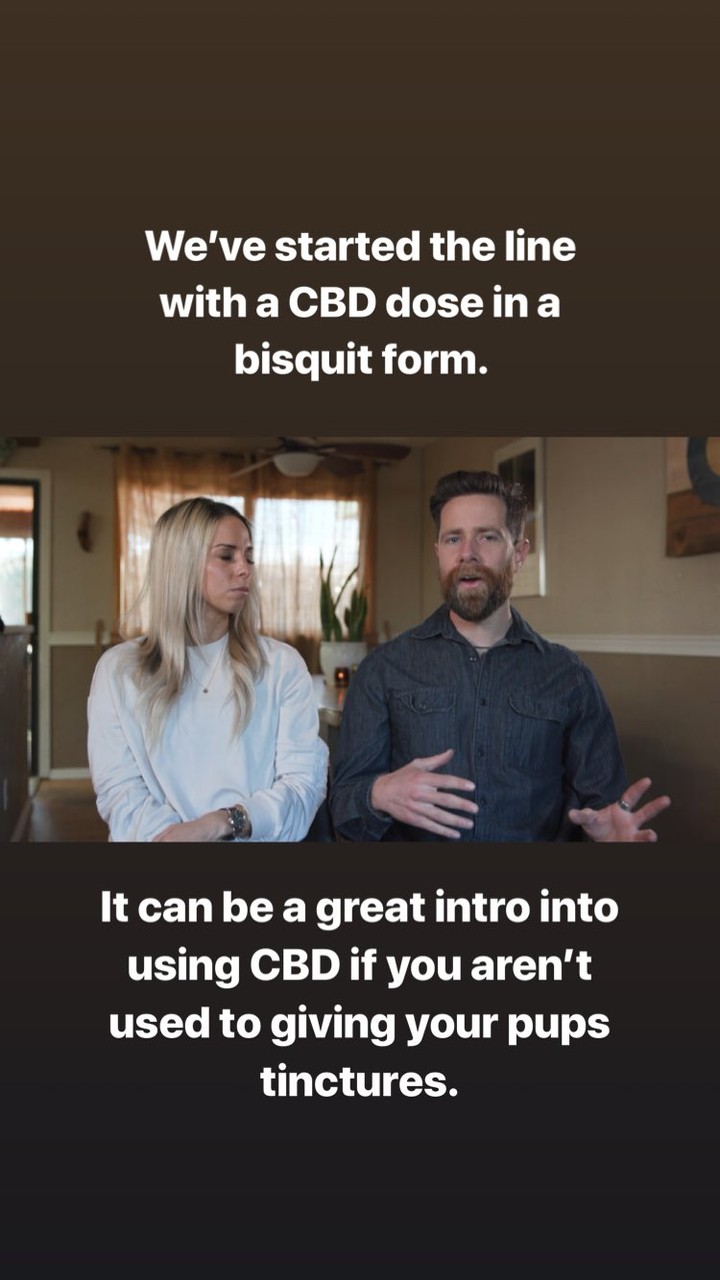 We’ve started the line
with a CBD dose in a
bisquit form.
It can be a great intro into
using CBD if you aren’t
used to giving your pups
tinctures.